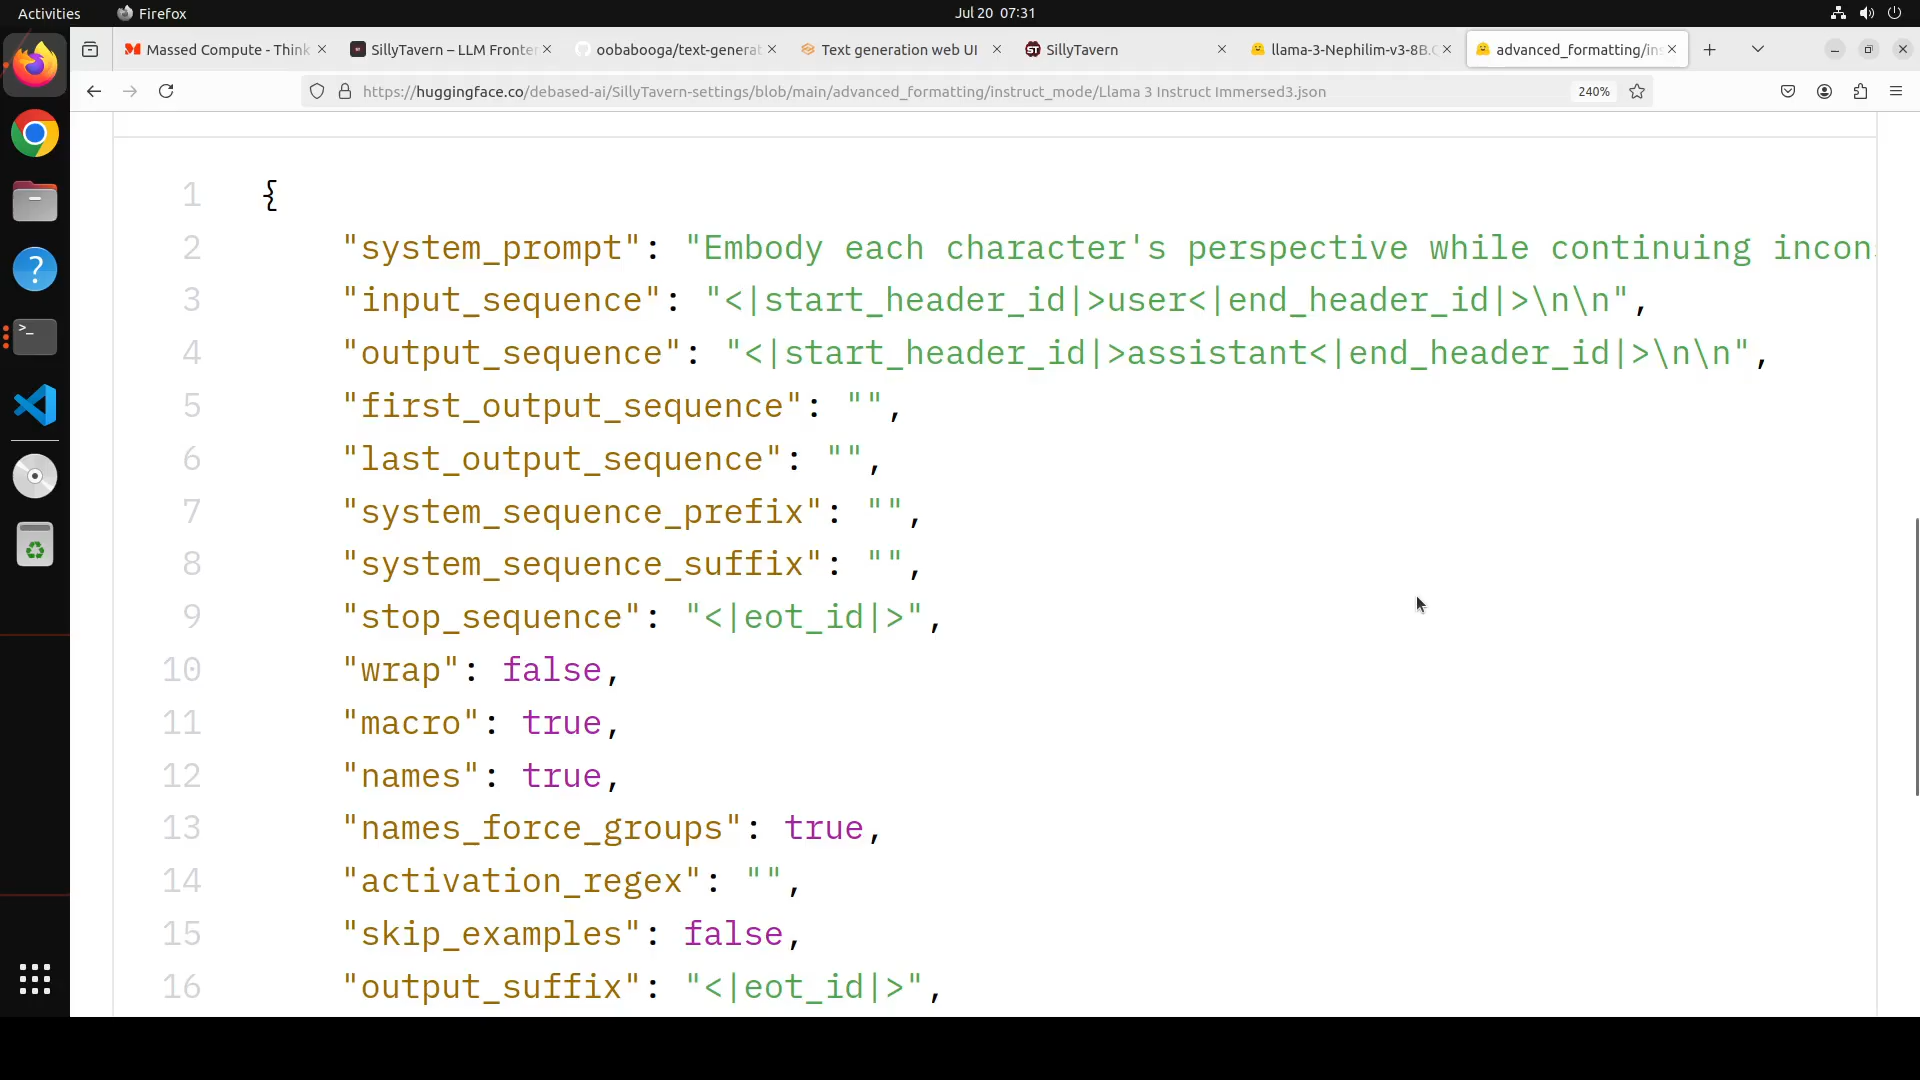 Activities
Firefox
Jul 20 07:31
Massed Compute - Think
SillyTavern – LLM Fronte
oobabooga/text-generat
Text generation web UI
SillyTavern
llama-3-Nephilim-v3-8B.
advanced_formatting/in
https://huggingface.co/debased-ai/SillyTavern-settings/blob/main/advanced_formatting/instruct_mode/Llama 3 Instruct Immersed3.json
240%
1 {
2 "system_prompt": "Embody each character's perspective while continuing incon
3 "input_sequence": "<|start_header_id|>user<|end_header_id|>\n\n",
4 "output_sequence": "<|start_header_id|>assistant<|end_header_id|>\n\n",
5 "first_output_sequence": "",
6 "last_output_sequence": "",
7 "system_sequence_prefix": "",
8 "system_sequence_suffix": "",
9 "stop_sequence": "<|eot_id|>",
10 "wrap": false,
11 "macro": true,
12 "names": true,
13 "names_force_groups": true,
14 "activation_regex": "",
15 "skip_examples": false,
16 "output_suffix": "<|eot_id|>",